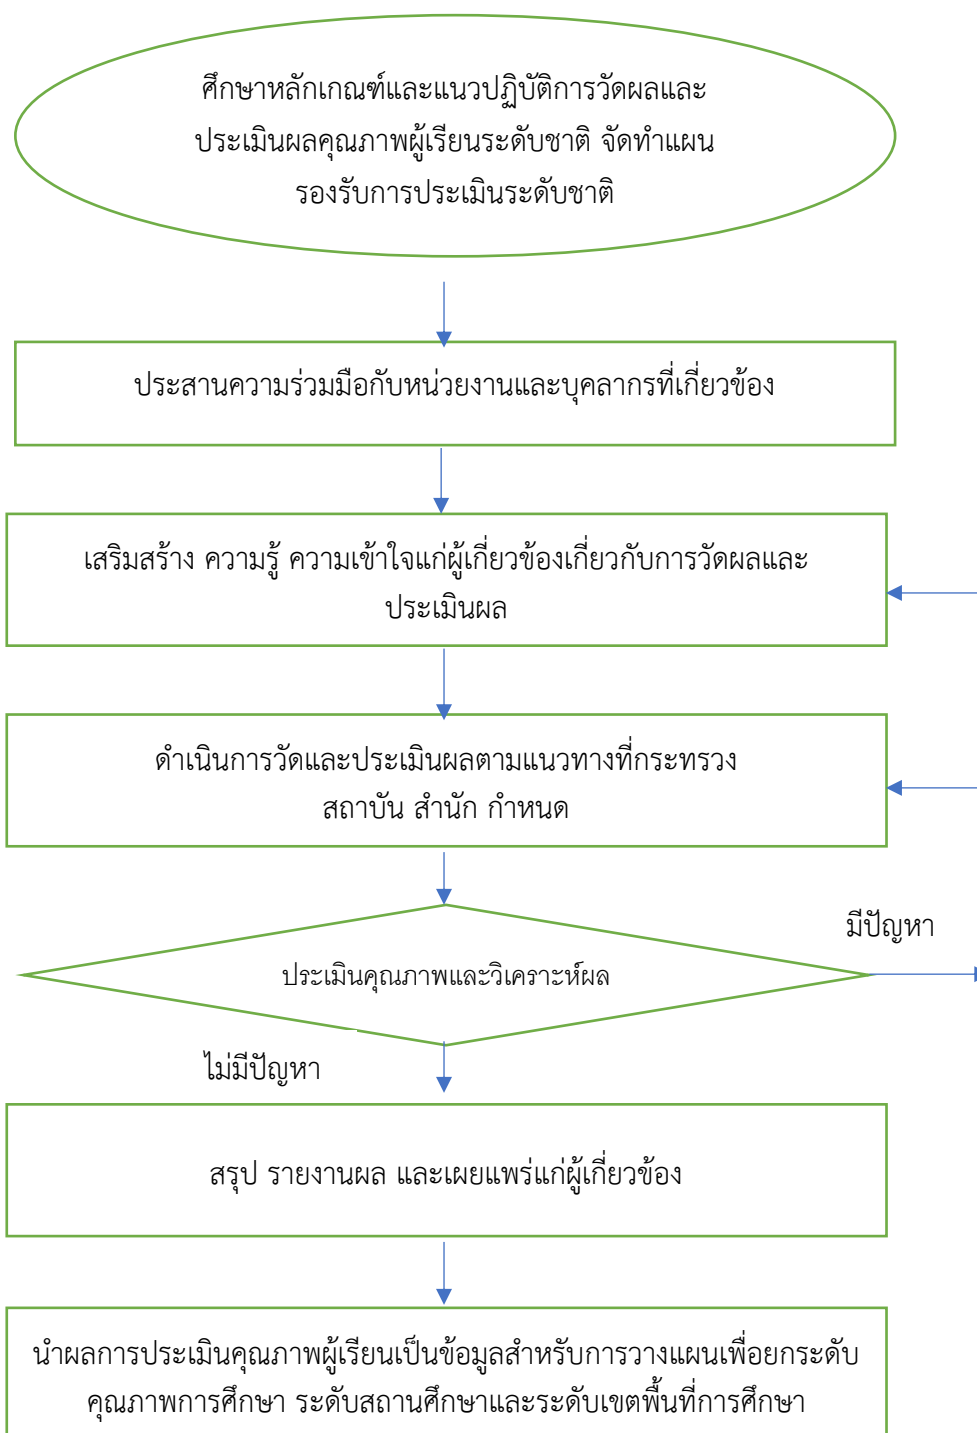 ศึกษาหลักเกณฑ์และแนวปฏิบัติการวัดผลและ
ประเมินผลคุณภาพผู้เรียนระดับชาติ จัดทำแผน
รองรับการประเมินระดับชาติ
ประสานความร่วมมือกับหน่วยงานและบุคลากรที่เกี่ยวข้อง
เสริมสร้าง ความรู้ ความเข้าใจแก่ผู้เกี่ยวข้องเกี่ยวกับการวัดผลและ
ประเมินผล
ดำเนินการวัดและประเมินผลตามแนวทางที่กระทรวง
สถาบัน สำนัก กำหนด
มีปัญหา
ประเมินคุณภาพและวิเคราะห์ผล
ไม่มีปัญหา
สรุป รายงานผล และเผยแพร่แก่ผู้เกี่ยวข้อง
นำผลการประเมินคุณภาพผู้เรียนเป็นข้อมูลสำหรับการวางแผนเพื่อยกระดับ
คุณภาพการศึกษา ระดับสถานศึกษาและระดับเขตพื้นที่การศึกษา